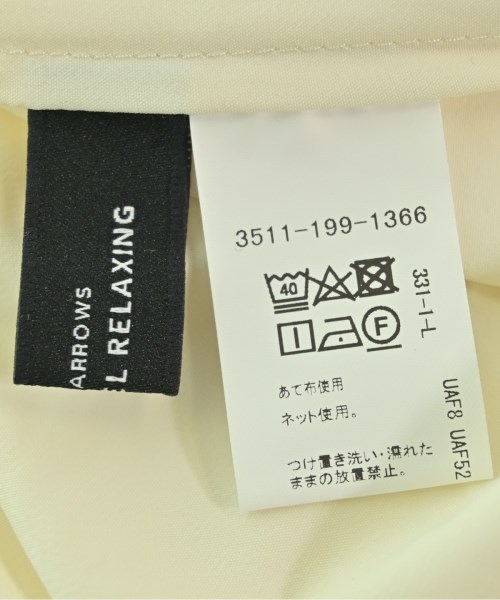 ARROWS
L RELAXING
3511-199-1366
40
F
331-1-L
あて布使用
ネット使用。
つけ置き洗い・濡れた
ままの放置禁止。
UAF8 UAF52